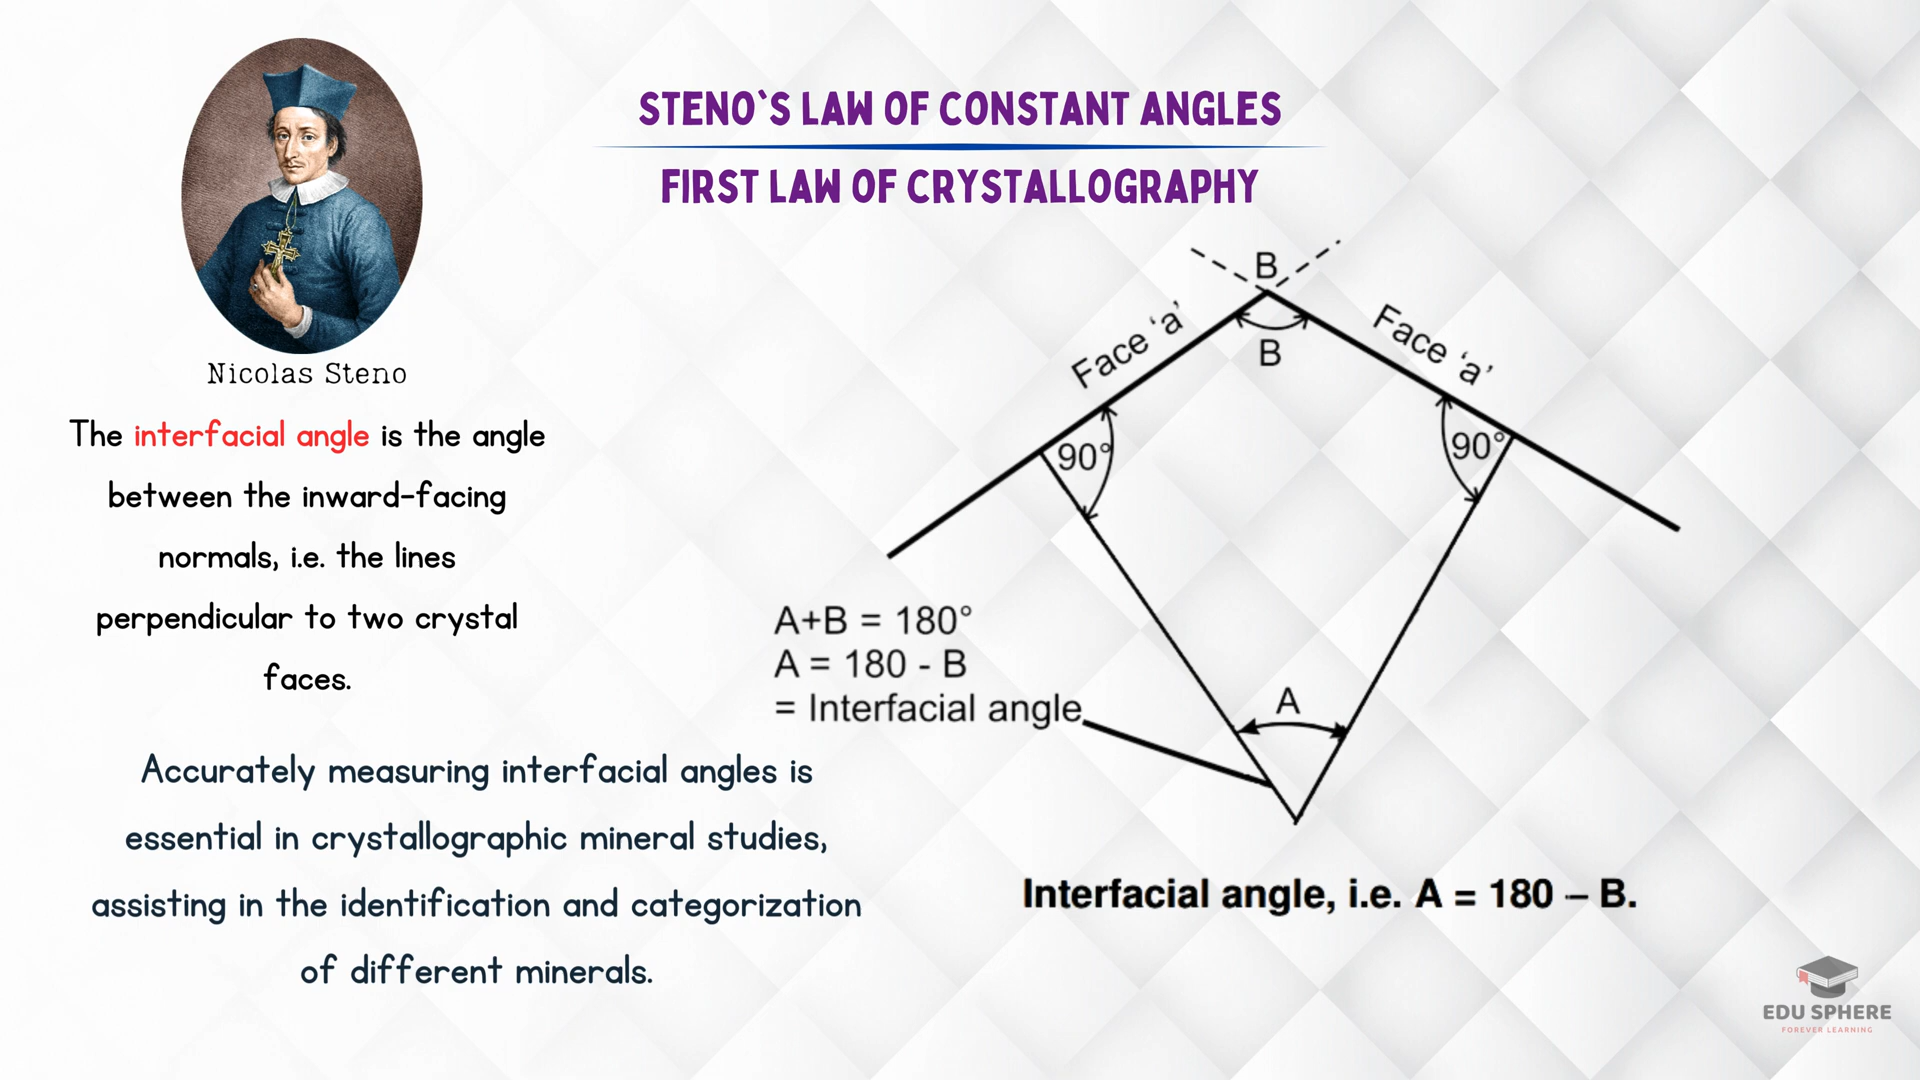 STENO`S LAW OF CONSTANT ANGLES
FIRST LAW OF CRYSTALLOGRAPHY
Nicolas Steno
The interfacial angle is the angle
between the inward-facing
normals, i.e. the lines
perpendicular to two crystal
faces.
Accurately measuring interfacial angles is
essential in crystallographic mineral studies,
assisting in the identification and categorization
of different minerals.
B
Face ‘a’
Face ‘a’
B
90°
90°
A+B = 180°
A = 180 - B
= Interfacial angle
A
Interfacial angle, i.e. A = 180 – B.
EDU SPHERE
FOREVER LEARNING